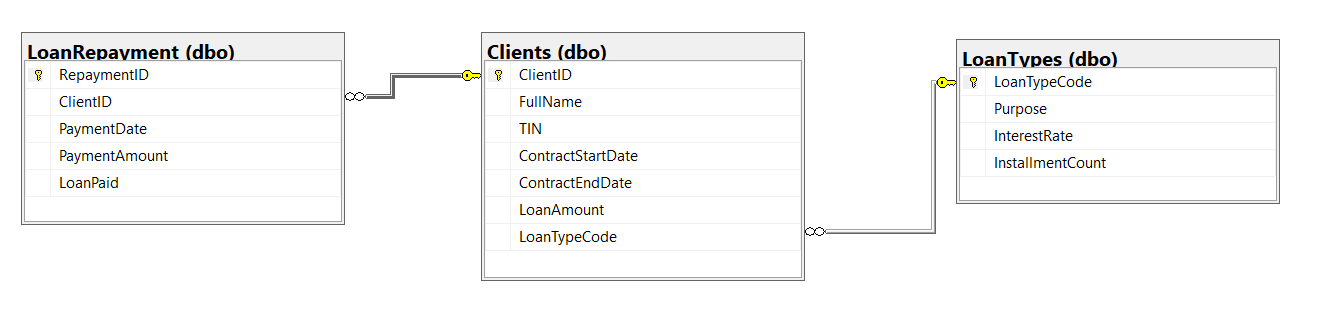 LoanRepayment (dbo)
RepaymentID
ClientID
PaymentDate
PaymentAmount
LoanPaid
Clients (dbo)
ClientID
FullName
TIN
ContractStartDate
ContractEndDate
LoanAmount
LoanTypeCode
LoanTypes (dbo)
LoanTypeCode
Purpose
InterestRate
InstallmentCount